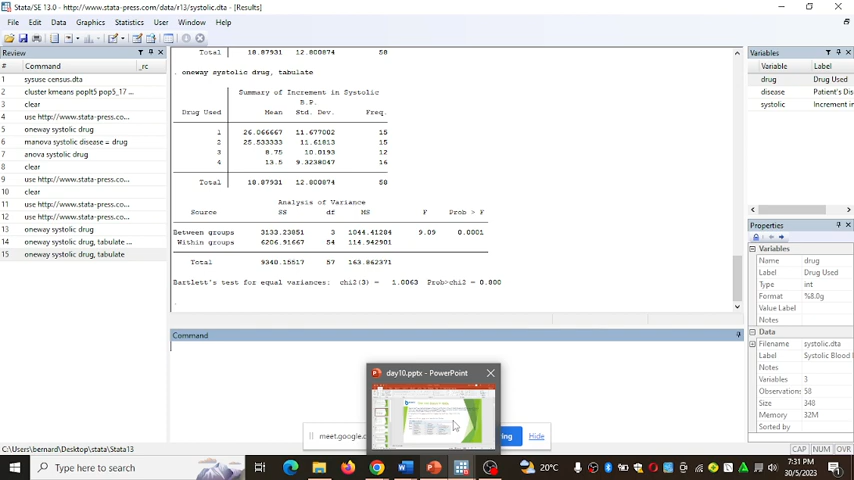 Stata/SE 13.0 - http://www.stata-press.com/data/r13/systolic.dta - [Results]
File Edit Data Graphics Statistics User Window Help
Review
# Command _rc
1 sysuse census.dta
2 cluster kmeans poplt5 pop5_17 ...
3 clear
4 use http://www.stata-press.co...
5 oneway systolic drug
6 manova systolic disease = drug
7 anova systolic drug
8 clear
9 use http://www.stata-press.co...
10 clear
11 use http://www.stata-press.co...
12 use http://www.stata-press.co...
13 oneway systolic drug
14 oneway systolic drug, tabulate ...
15 oneway systolic drug, tabulate
Total 18.87931 12.800874 58
. oneway systolic drug, tabulate
Summary of Increment in Systolic
B.P.
Drug Used Mean Std. Dev. Freq.
1 26.066667 11.677002 15
2 25.533333 11.61813 15
3 8.75 10.0193 12
4 13.5 9.3238047 16
Total 18.87931 12.800874 58
Analysis of Variance
Source SS df MS F Prob > F
Between groups 3133.23851 3 1044.41284 9.09 0.0001
Within groups 6206.91667 54 114.942901
Total 9340.15517 57 163.862371
Bartlett's test for equal variances: chi2(3) = 1.0063 Prob>chi2 = 0.800
.
Command
Variables
Variable Label
drug Drug Used
disease Patient's Dis
systolic Increment in
Properties
Variables
Name drug
Label Drug Used
Type int
Format %8.0g
Value Label
Notes
Data
Filename systolic.dta
Label Systolic Blood
Notes
Variables 3
Observations 58
Size 348
Memory 32M
Sorted by
day10.pptx - PowerPoint
meet.google.c
ing
Hide
C:\Users\bernard\Desktop\stata\Stata13
CAP NUM OVR
Type here to search
20°C
7:31 PM
30/5/2023